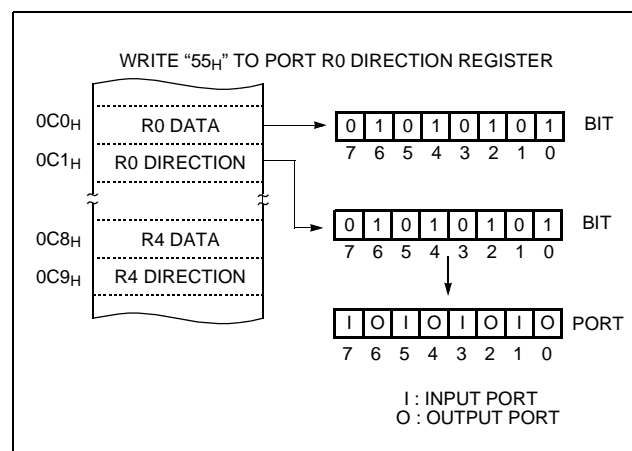 WRITE “55H” TO PORT R0 DIRECTION REGISTER
0C0H R0 DATA 0 1 0 1 0 1 0 1 BIT
7 6 5 4 3 2 1 0
0C1H R0 DIRECTION
0 1 0 1 0 1 0 1 BIT
7 6 5 4 3 2 1 0
0C8H R4 DATA
0C9H R4 DIRECTION
I O I O I O I O PORT
7 6 5 4 3 2 1 0
I : INPUT PORT
O : OUTPUT PORT